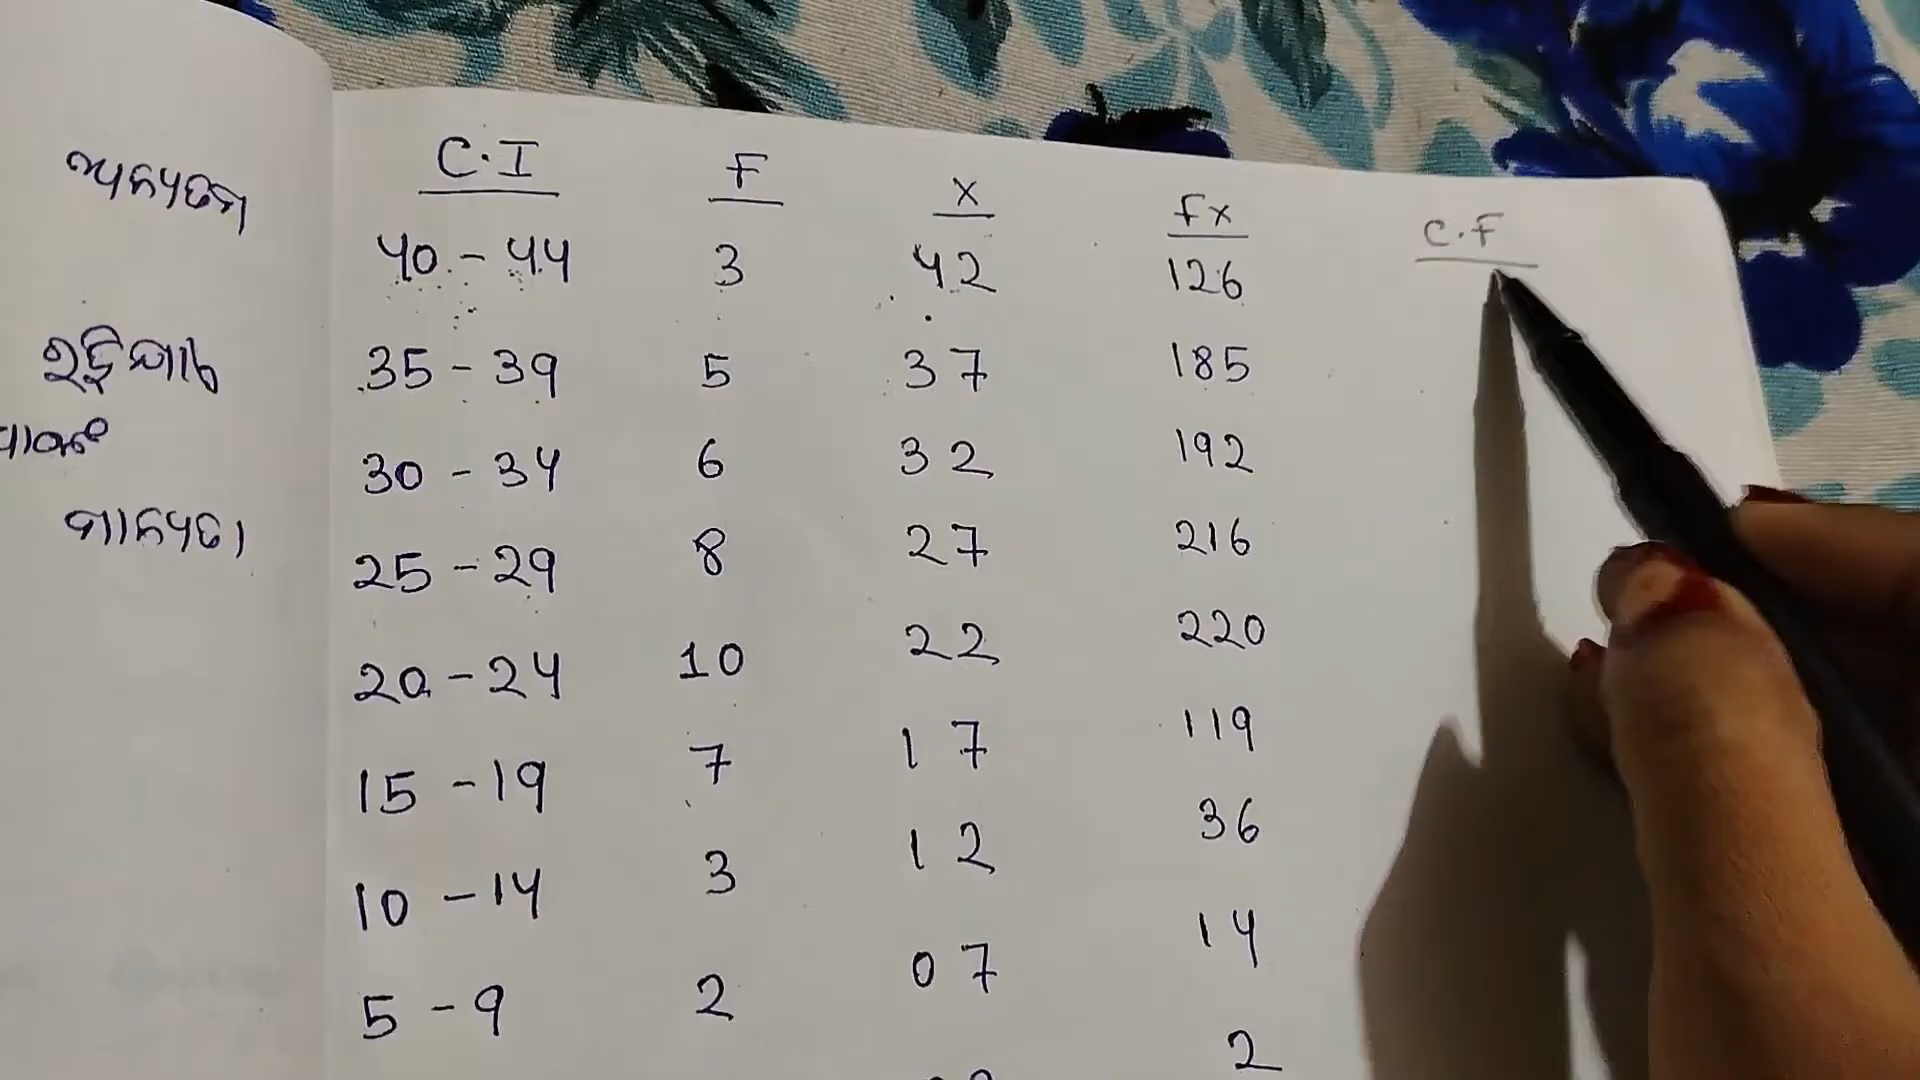 C.I F X FX C.F
40 - 44 3 42 126
35 - 39 5 37 185
30 - 34 6 32 192
25 - 29 8 27 216
20 - 24 10 22 220
15 - 19 7 17 119
10 - 14 3 12 36
5 - 9 2 07 14
2